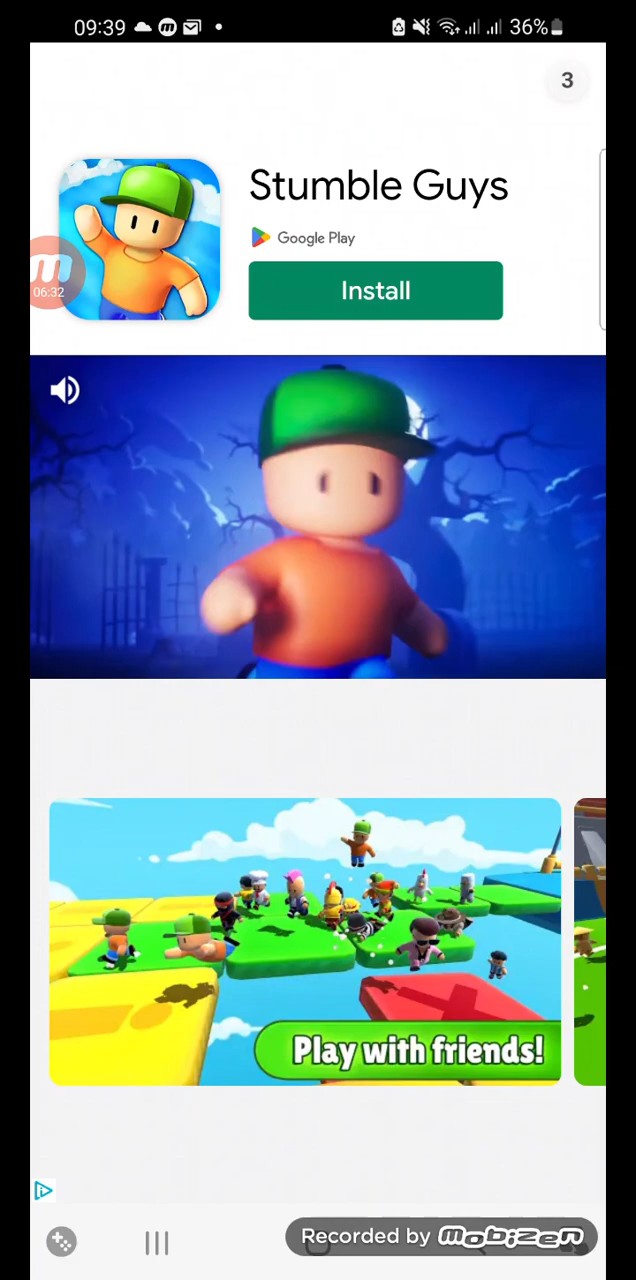 09:39
36%
3
Stumble Guys
Google Play
Install
06:32
Play with friends!
Recorded by mobizen